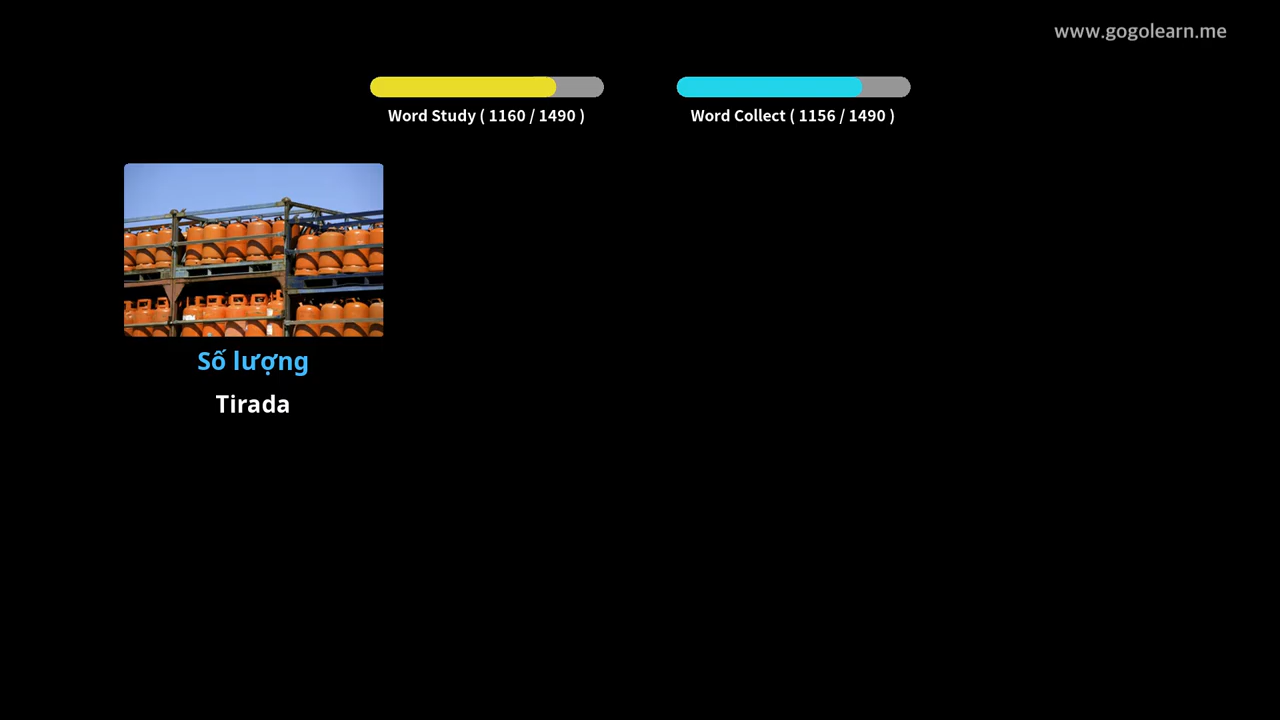 www.gogolearn.me
Word Study ( 1160 / 1490 )
Word Collect ( 1156 / 1490 )
Số lượng
Tirada